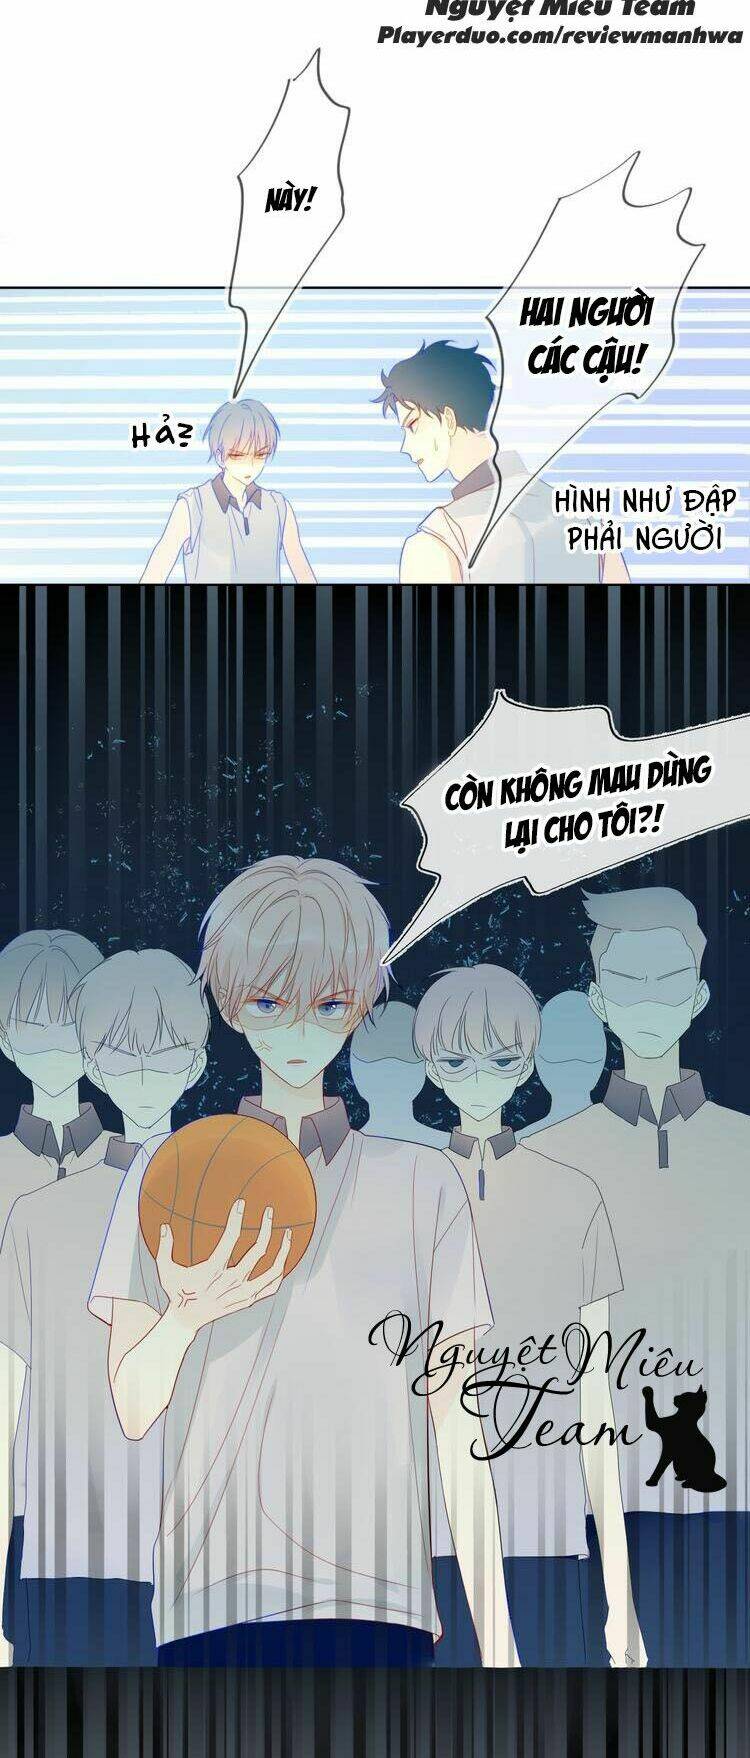 Nguyệt Miêu Team
Playerduo.com/reviewmanhwa
NÀY!
HAI NGƯỜI
CÁC CẬU!
HẢ?
HÌNH NHƯ ĐẬP
PHẢI NGƯỜI
CÒN KHÔNG MAU DỪNG
LẠI CHO TÔI?!
Nguyệt Miêu
Team